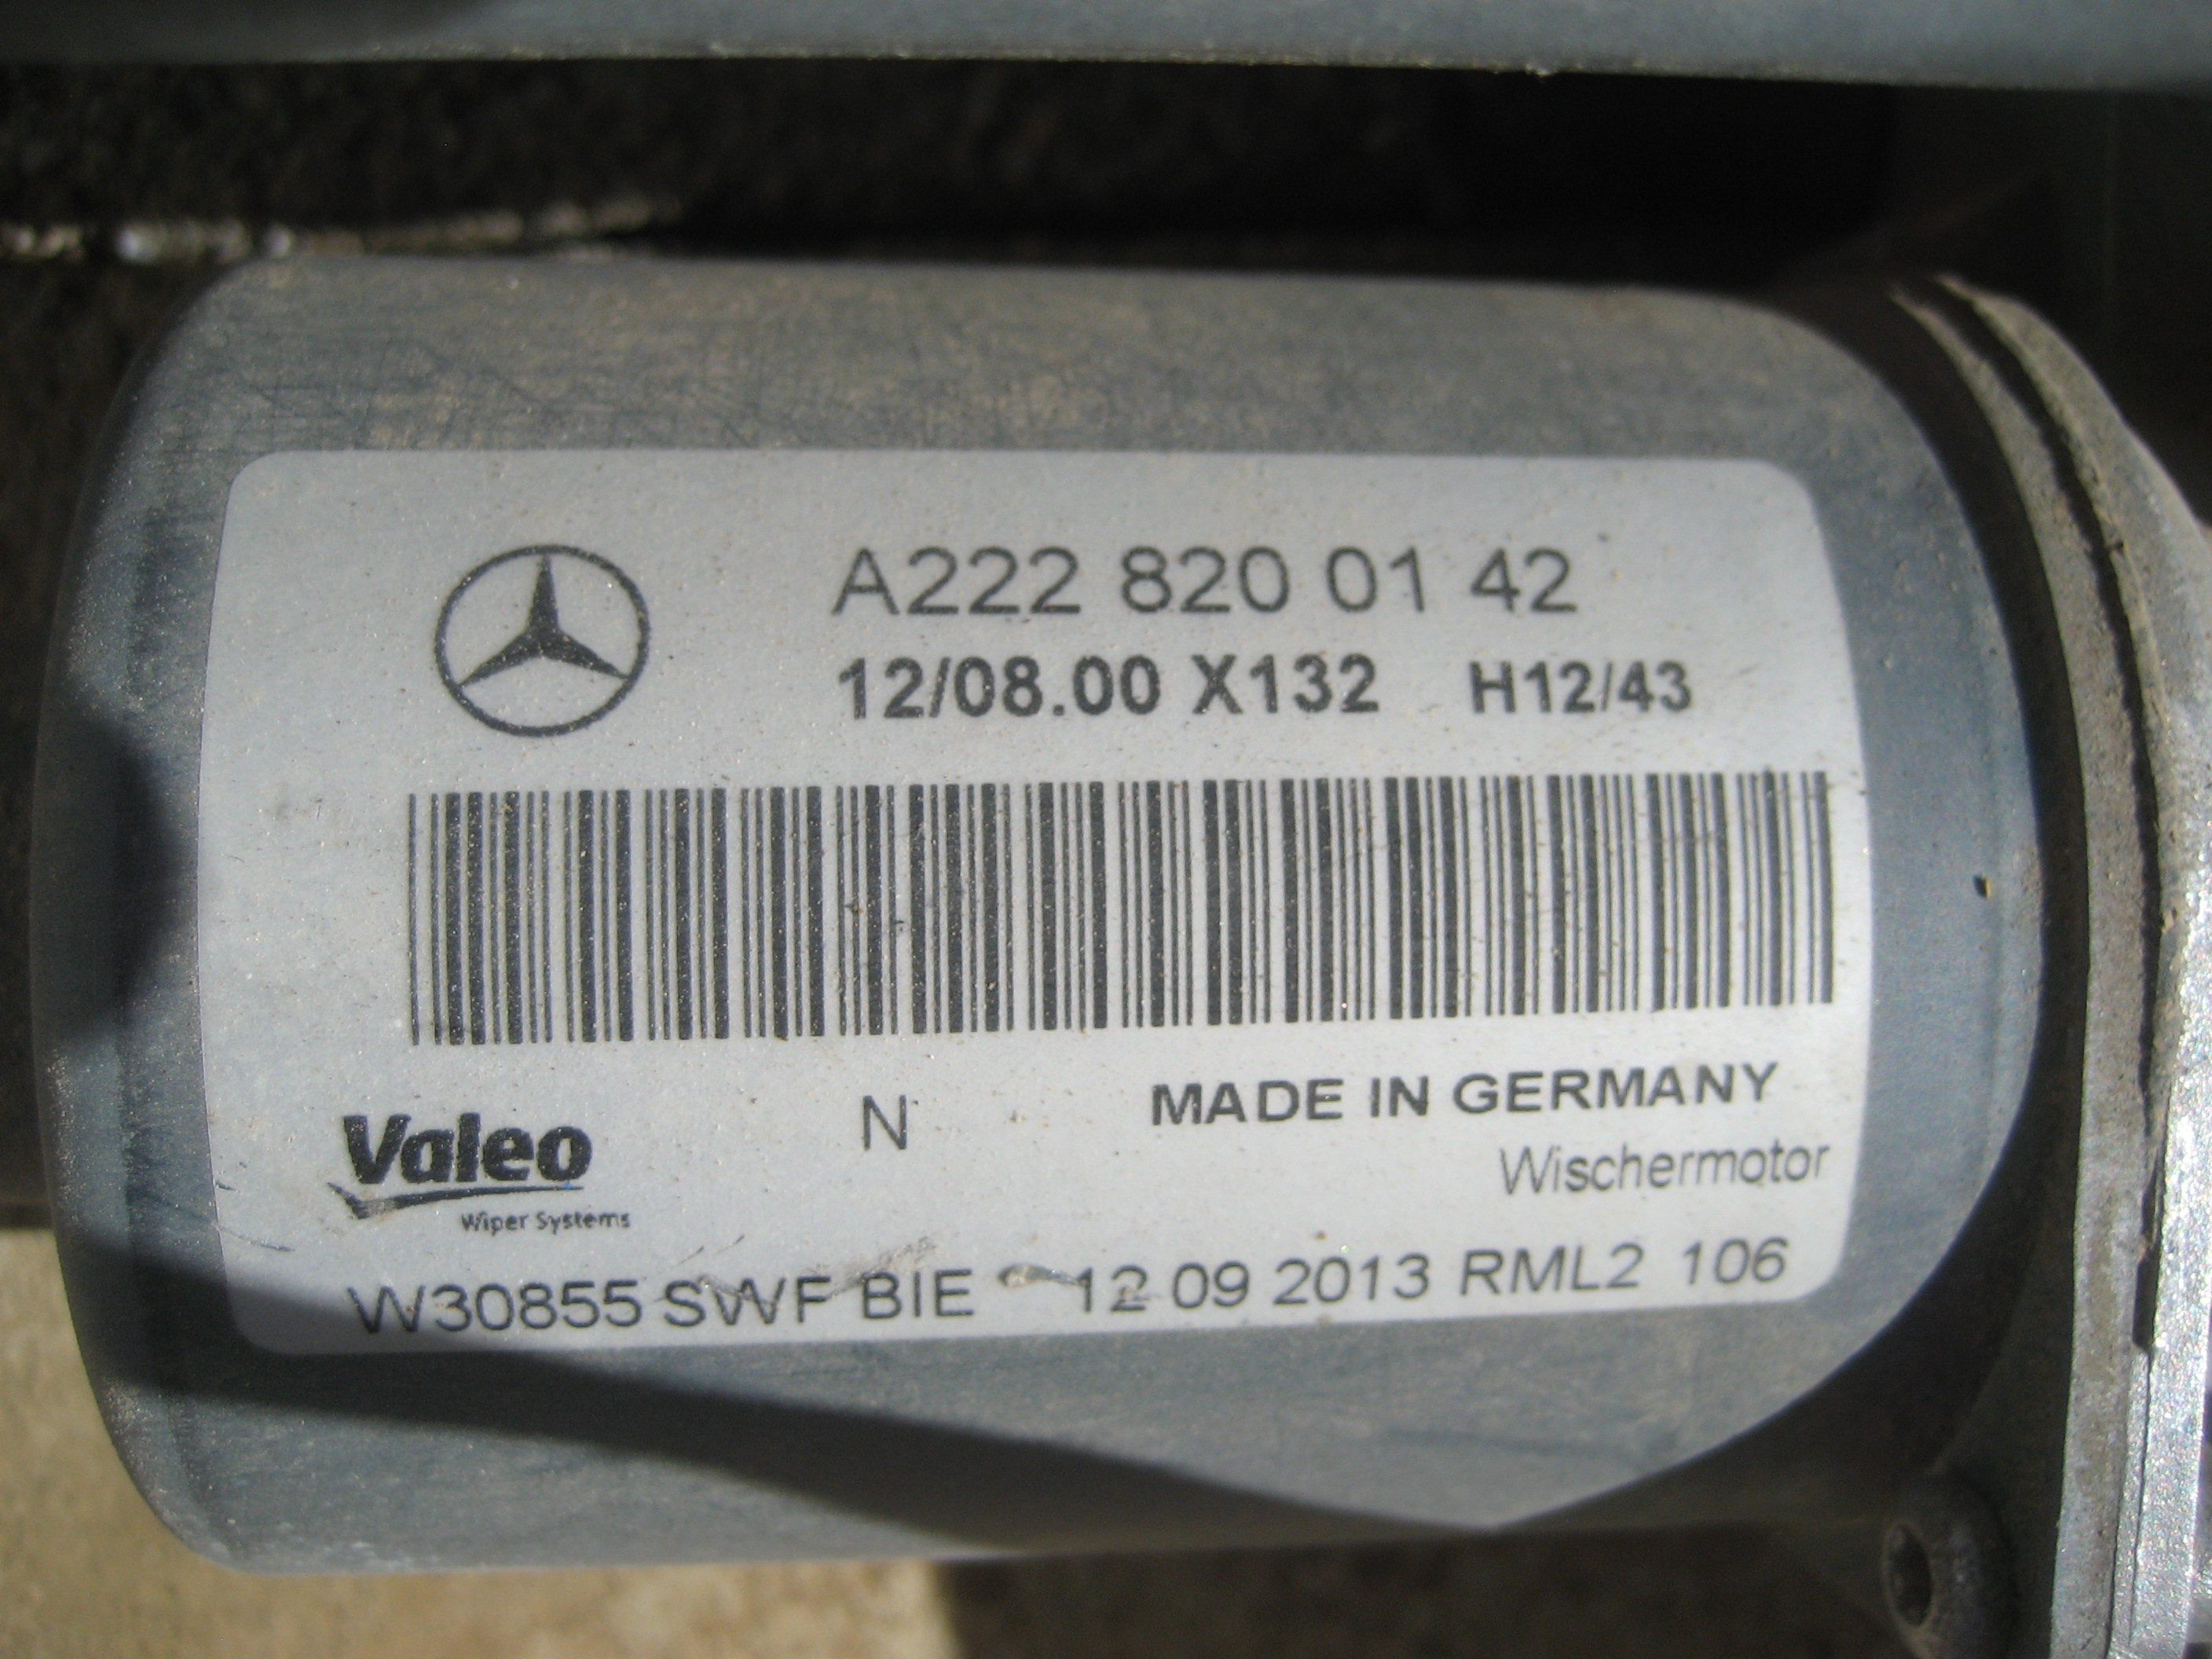 A222 820 01 42
12/08.00 X132 H12/43
Valeo N MADE IN GERMANY
Wiper Systems Wischermotor
W30855 SWF BIE 12 09 2013 RML2 106